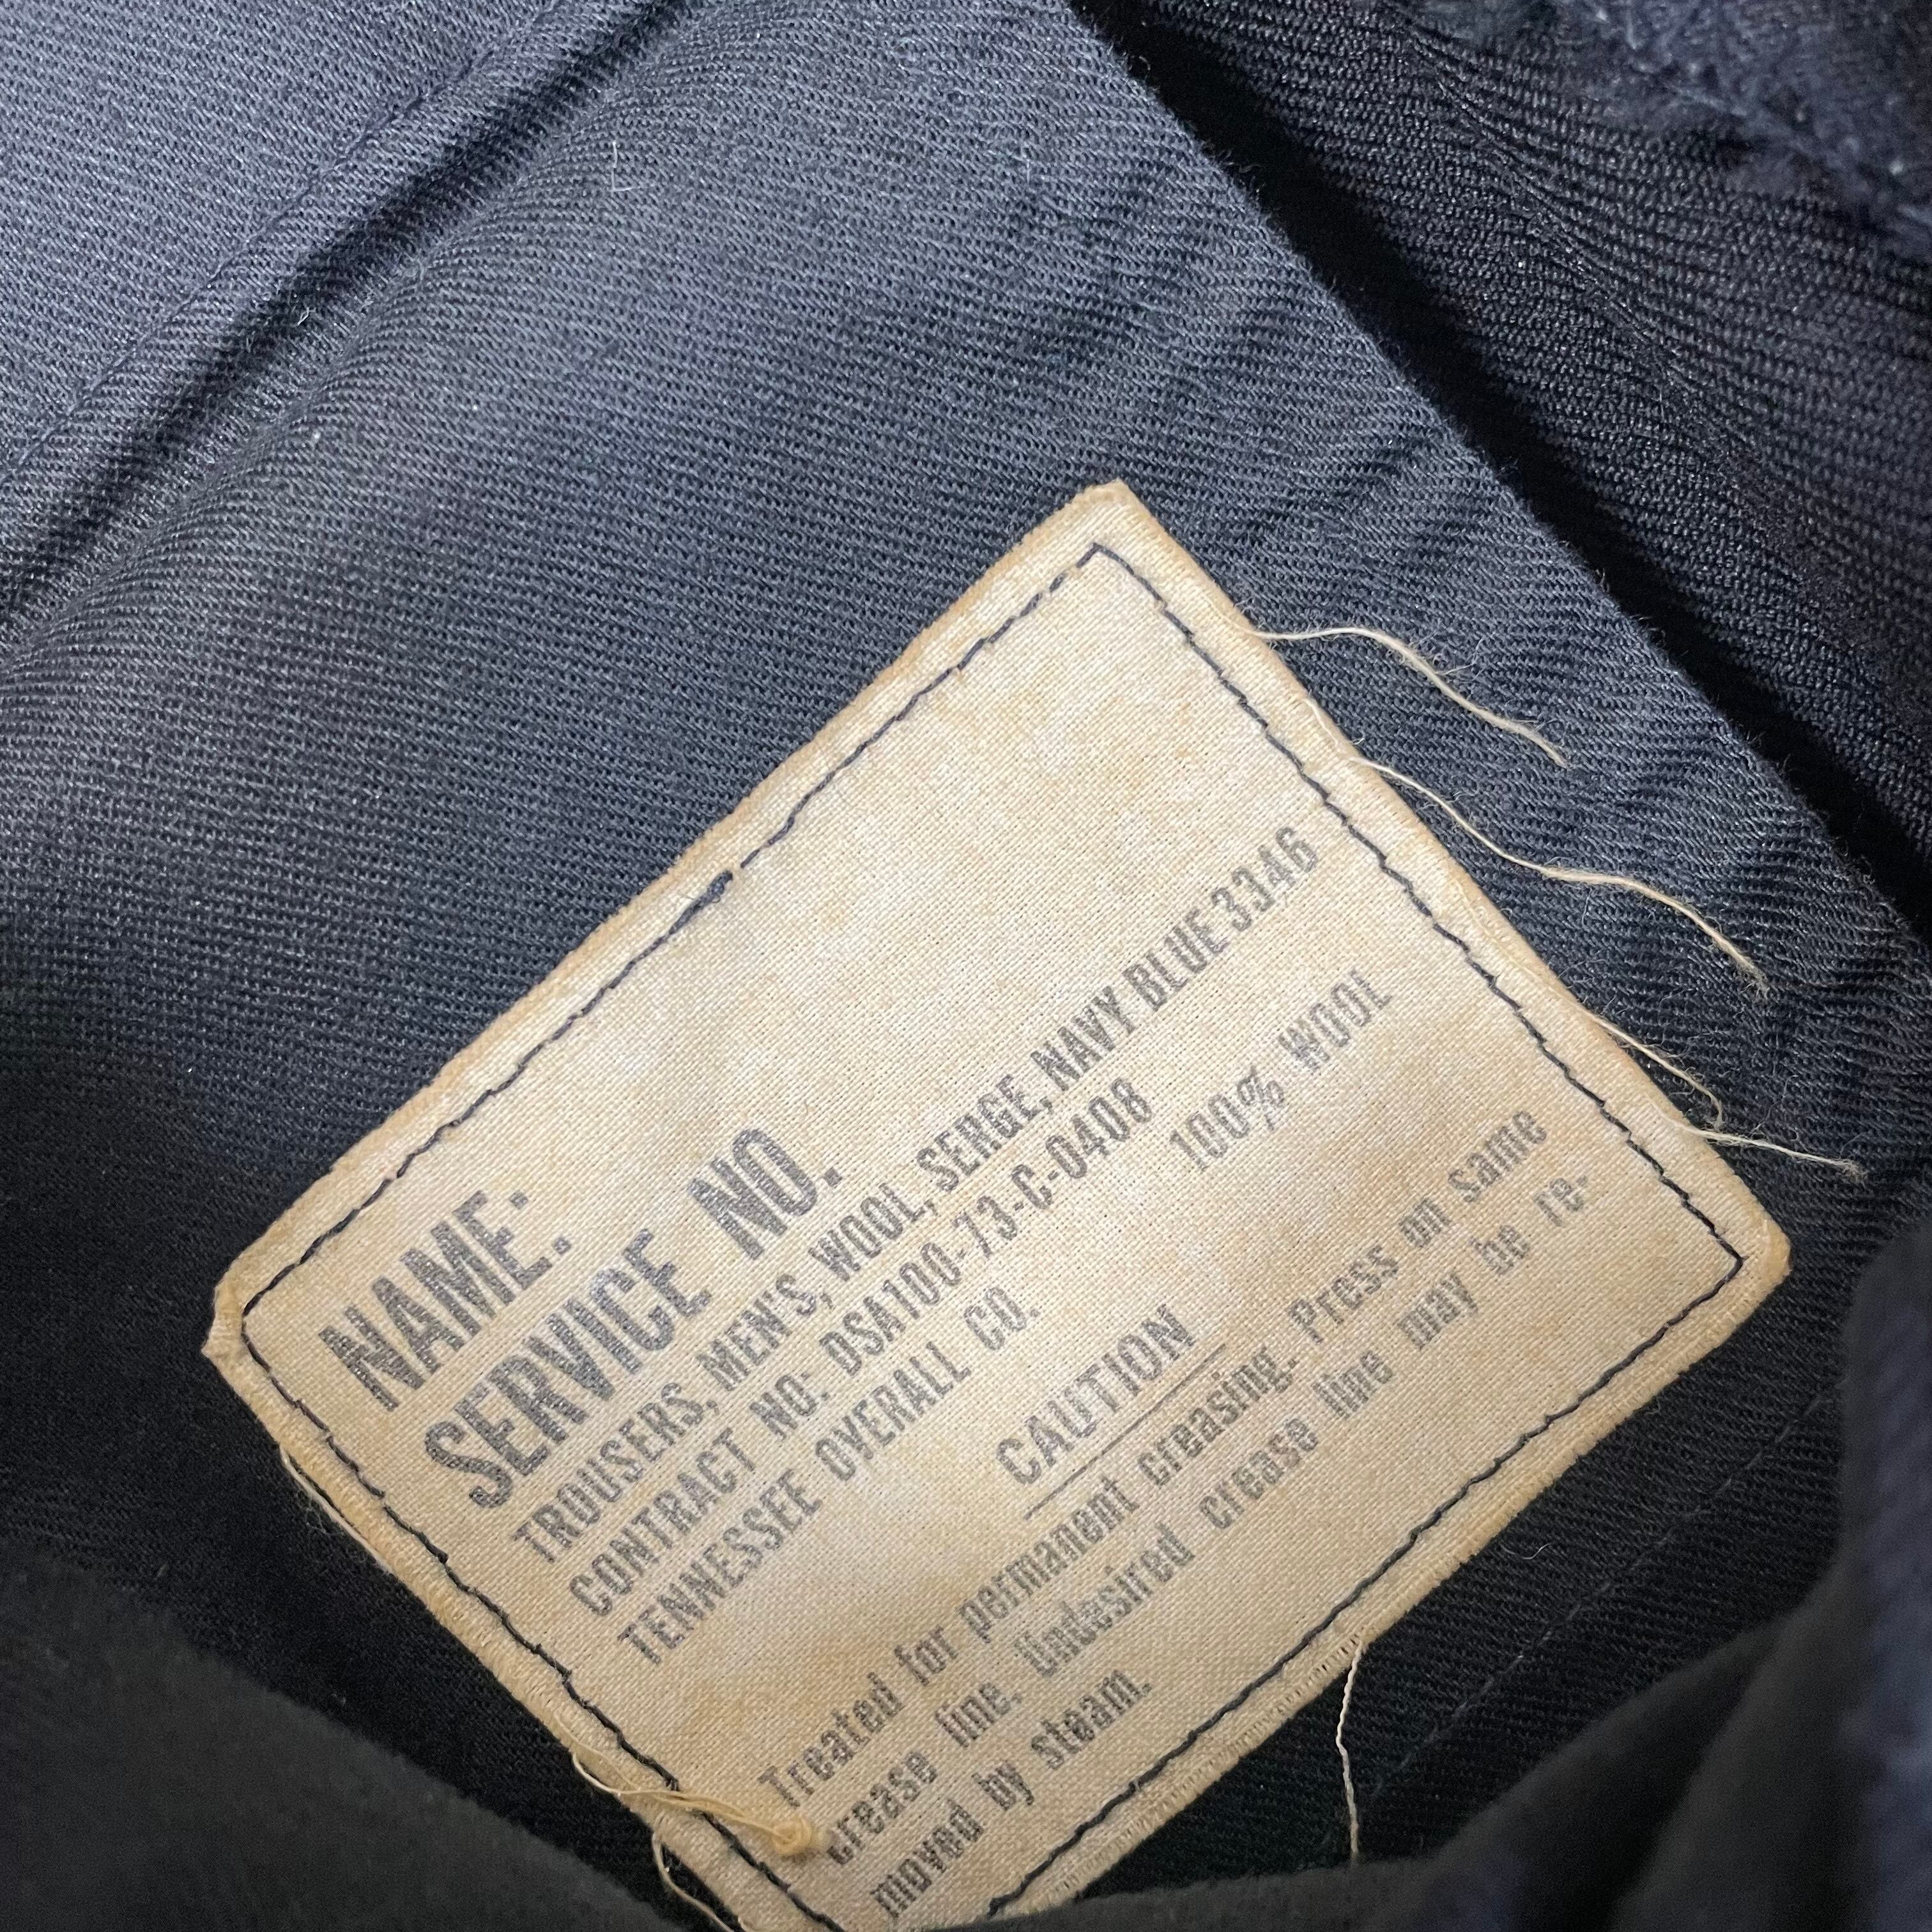 NAME:
SERVICE NO.
TROUSERS, MEN'S, WOOL, SERGE, NAVY BLUE 3346
CONTRACT NO: DSA100-73-C-0408
TENNESSEE OVERALL CO. 100% WOOL
CAUTION
Treated for permanent creasing. Press on same
crease line. Undesired crease line may be re-
moved by steam.